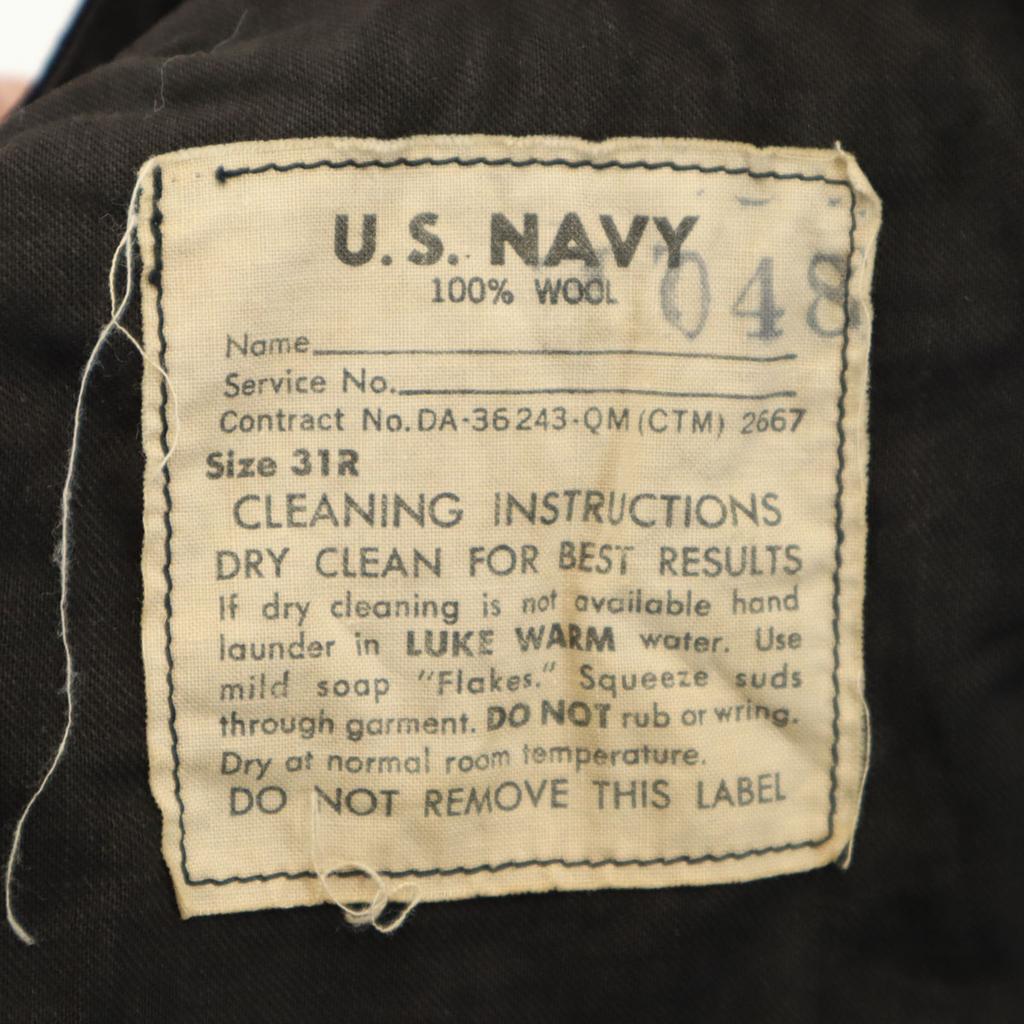 U.S. NAVY
100% WOOL
048
Name
Service No.
Contract No. DA-36243-QM (CTM) 2667
Size 31R
CLEANING INSTRUCTIONS
DRY CLEAN FOR BEST RESULTS
If dry cleaning is not available hand
launder in LUKE WARM water. Use
mild soap "Flakes." Squeeze suds
through garment. DO NOT rub or wring.
Dry at normal room temperature.
DO NOT REMOVE THIS LABEL